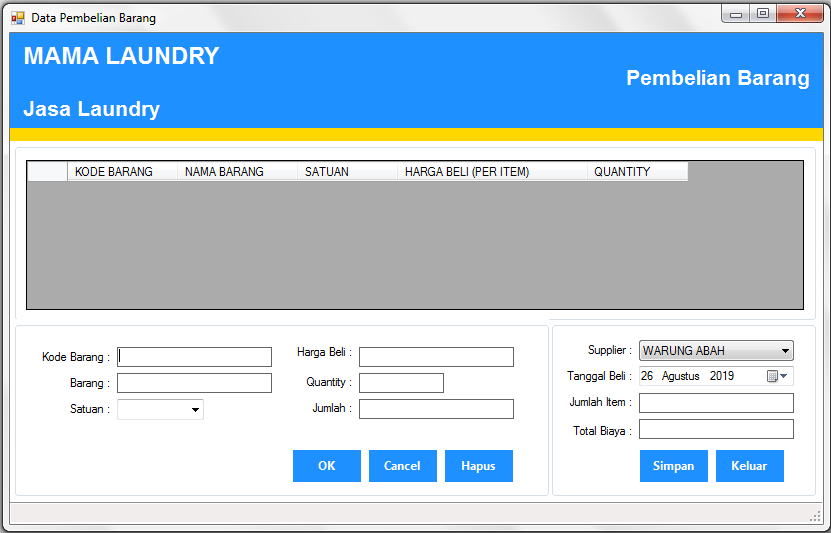 Data Pembelian Barang
MAMA LAUNDRY
Pembelian Barang
Jasa Laundry
KODE BARANG NAMA BARANG SATUAN HARGA BELI (PER ITEM) QUANTITY
Kode Barang :
Barang :
Satuan :
Harga Beli :
Quantity :
Jumlah :
OK Cancel Hapus
Supplier : WARUNG ABAH
Tanggal Beli : 26 Agustus 2019
Jumlah Item :
Total Biaya :
Simpan Keluar